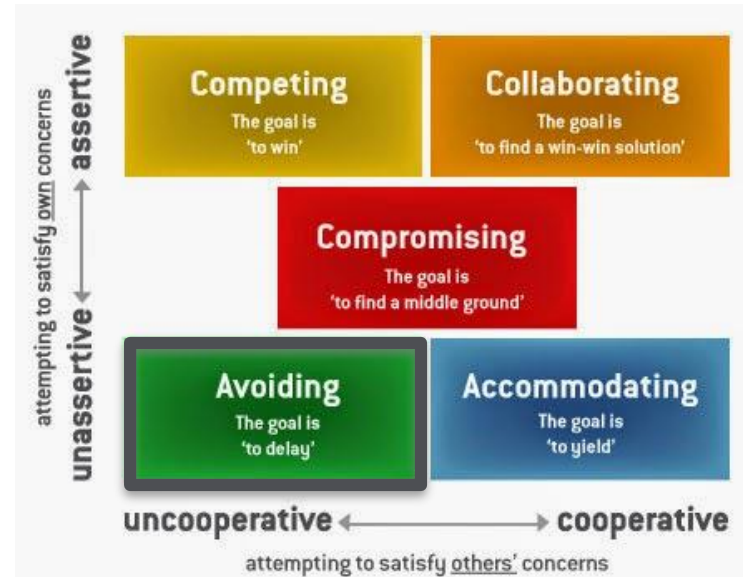 assertive
attempting to satisfy own concerns
unassertive
Competing
The goal is
'to win'
Collaborating
The goal is
'to find a win-win solution'
Compromising
The goal is
'to find a middle ground'
Avoiding
The goal is
'to delay'
Accommodating
The goal is
'to yield'
uncooperative
cooperative
attempting to satisfy others' concerns